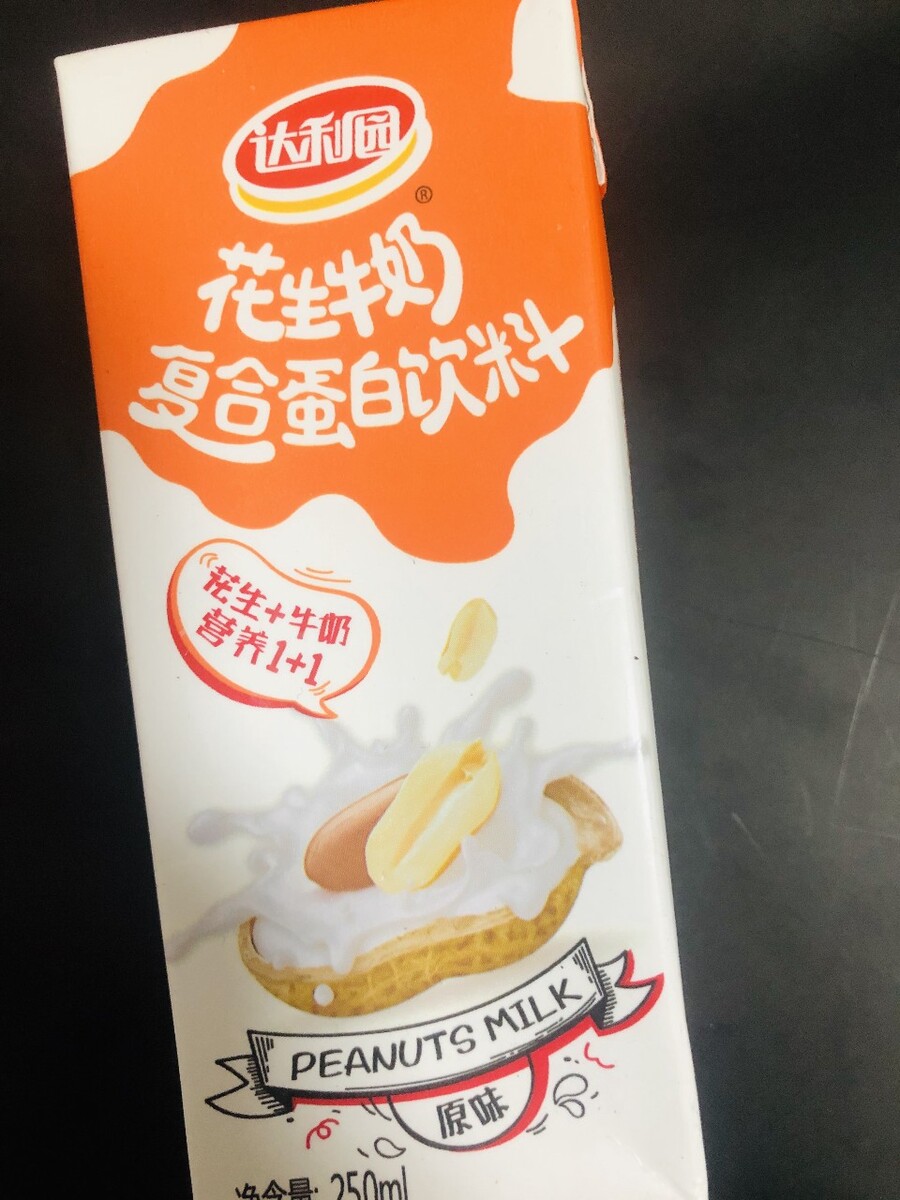 达利园
®
花生牛奶
复合蛋白饮料
花生+牛奶
营养1+1
PEANUTS MILK
原味
净含量: 250ml